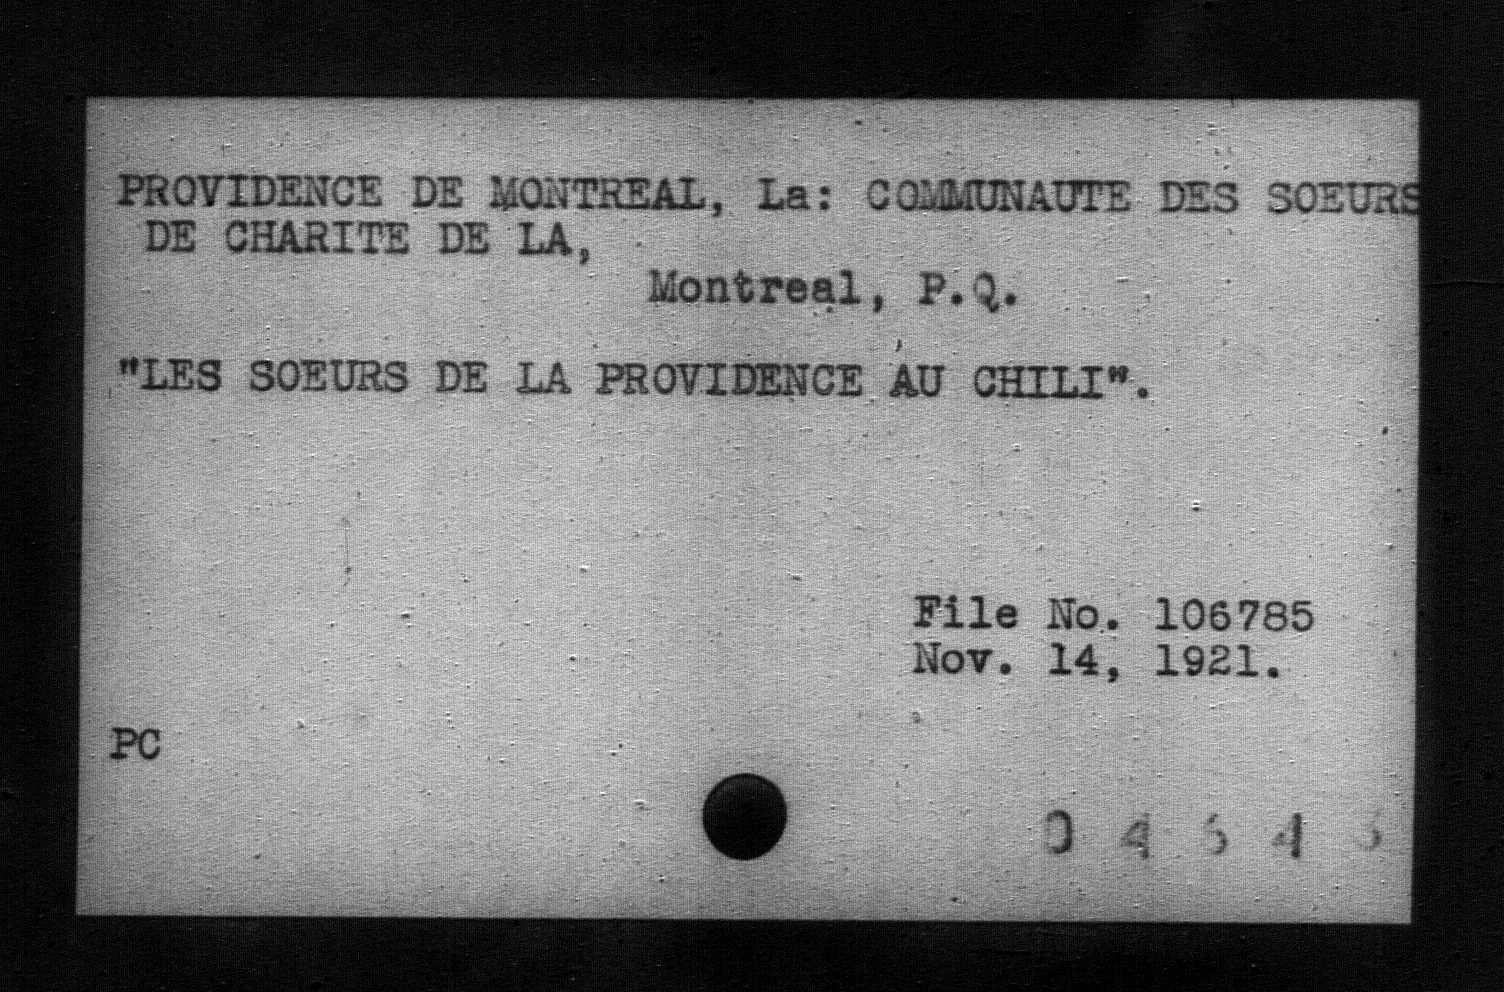 PROVIDENCE DE MONTREAL, La: COMMUNAUTE DES SOEURS
DE CHARITE DE LA,
Montreal, P.Q.
"LES SOEURS DE LA PROVIDENCE AU CHILI".
File No. 106785
Nov. 14, 1921.
PC